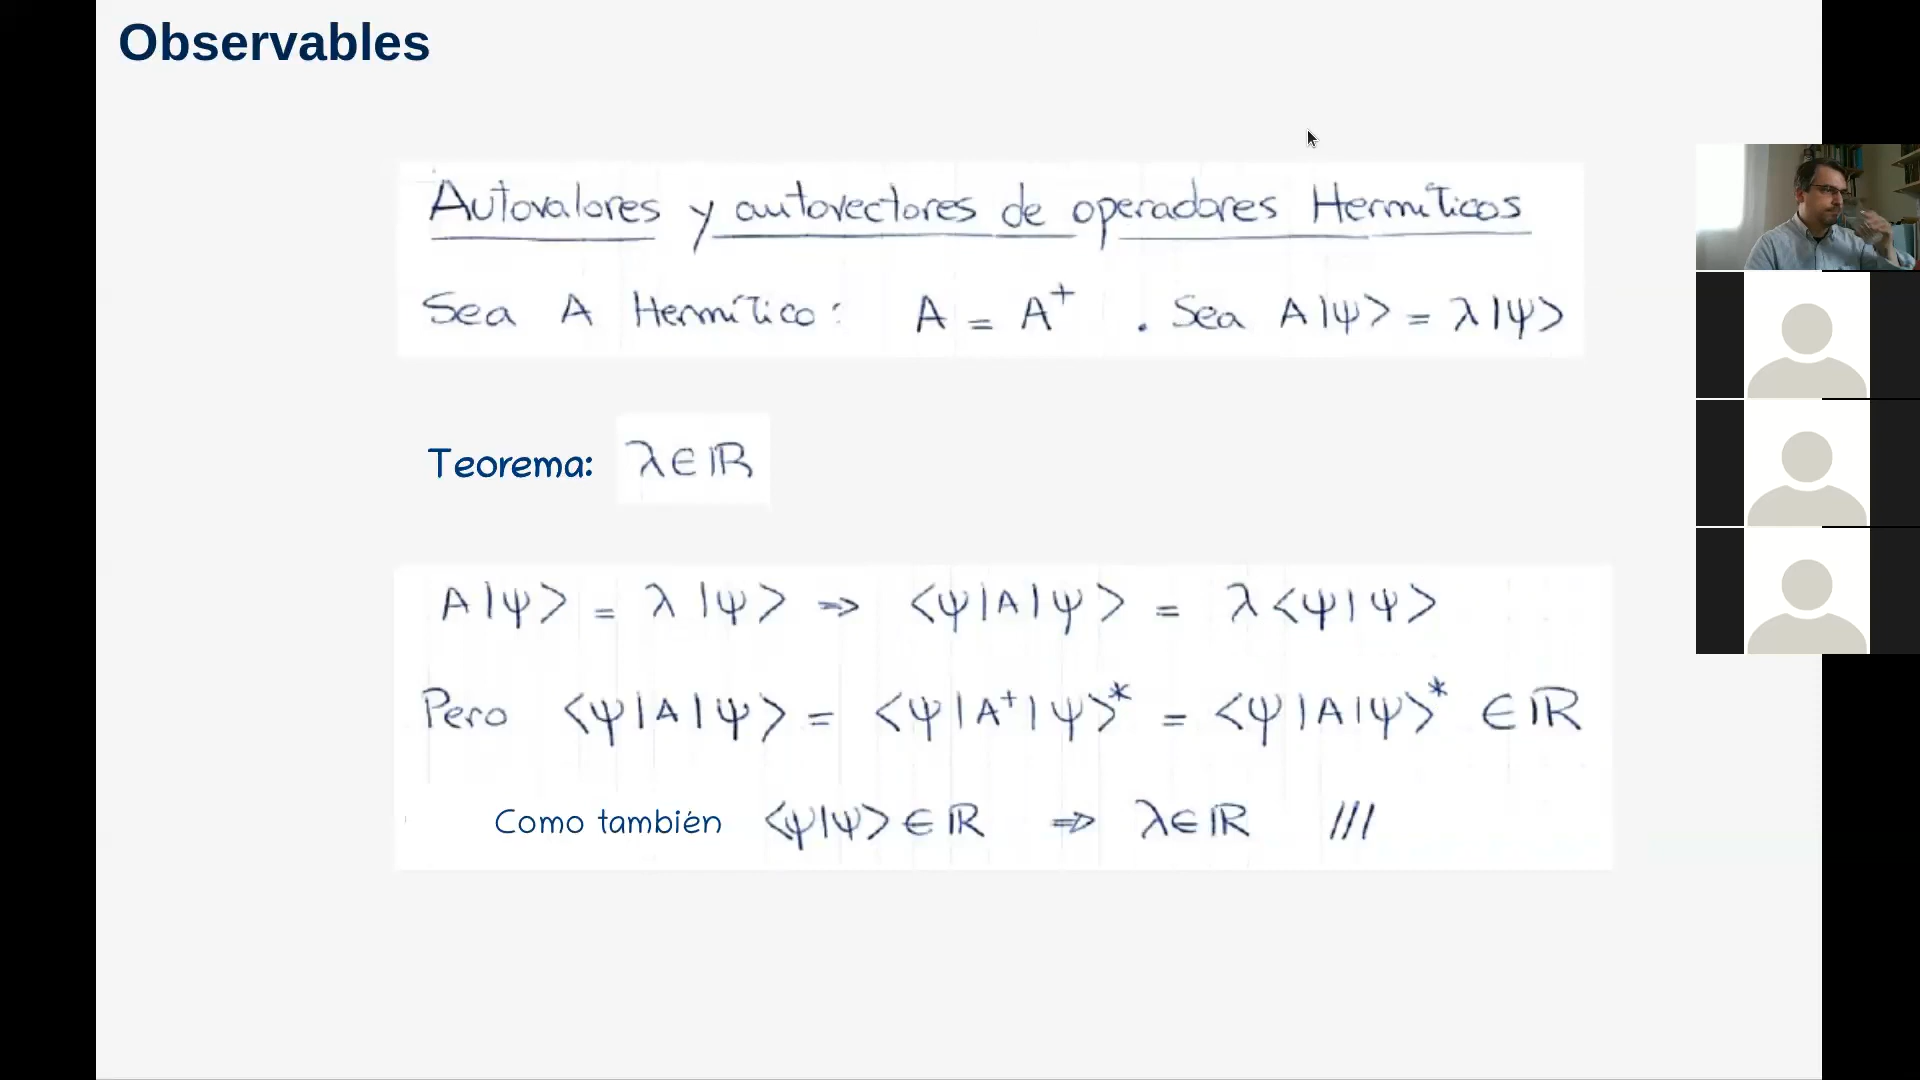 Observables
Autovalores y autovectores de operadores Hermíticos
Sea A Hermítico: A = A⁺ . Sea A|ψ> = λ|ψ>
Teorema: λ∈ℝ
A|ψ> = λ|ψ> ⇒ <ψ|A|ψ> = λ<ψ|ψ>
Pero <ψ|A|ψ> = <ψ|A⁺|ψ>* = <ψ|A|ψ>* ∈ℝ
Como también <ψ|ψ>∈ℝ ⇒ λ∈ℝ ///